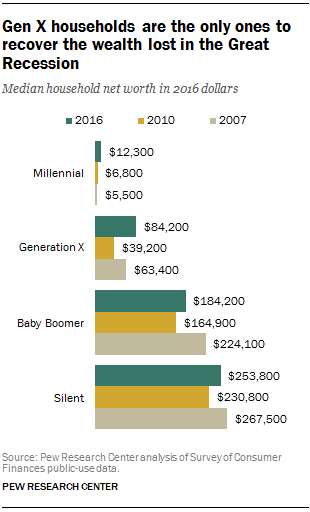 Gen X households are the only ones to
recover the wealth lost in the Great
Recession
Median household net worth in 2016 dollars
2016 2010 2007
Millennial
$12,300
$6,800
$5,500
Generation X
$84,200
$39,200
$63,400
Baby Boomer
$184,200
$164,900
$224,100
Silent
$253,800
$230,800
$267,500
Source: Pew Research Center analysis of Survey of Consumer
Finances public-use data.
PEW RESEARCH CENTER